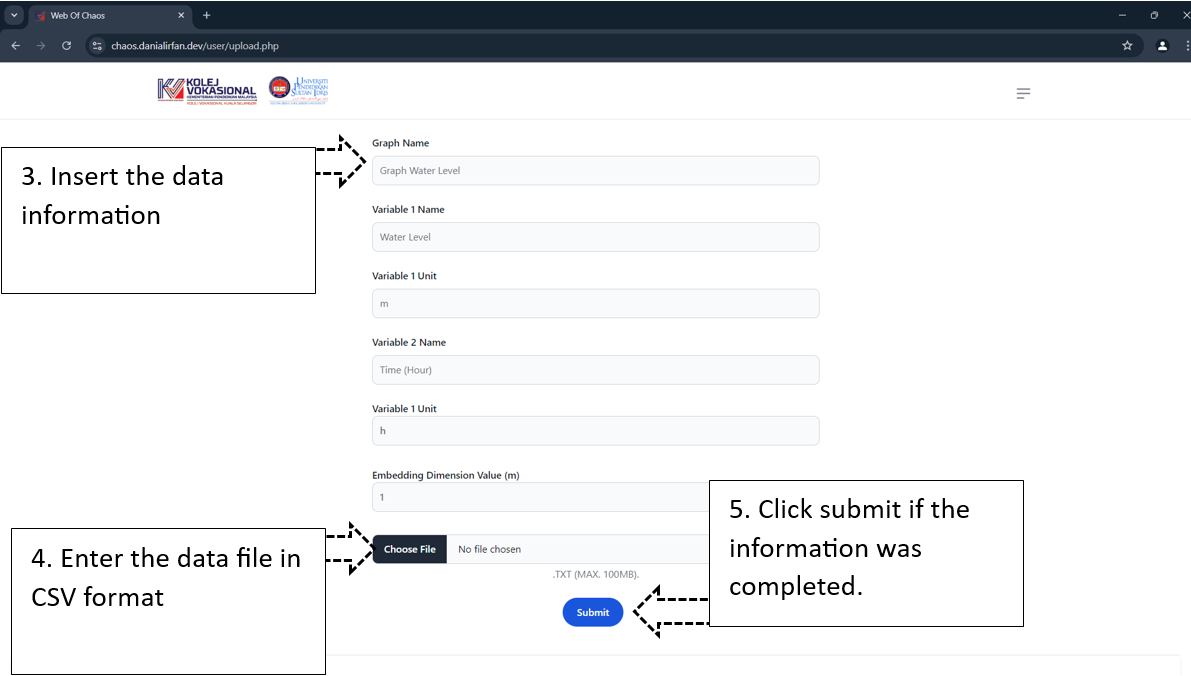 Web Of Chaos
chaos.danialirfan.dev/user/upload.php
KOLEJ
VOKASIONAL
KEMENTERIAN PENDIDIKAN MALAYSIA
KOLEJ VOKASIONAL KUALA SELANGOR
UNIVERSITI
PENDIDIKAN
SULTAN IDRIS
Graph Name
3. Insert the data
information
Graph Water Level
Variable 1 Name
Water Level
Variable 1 Unit
m
Variable 2 Name
Time (Hour)
Variable 1 Unit
h
Embedding Dimension Value (m)
1
4. Enter the data file in
CSV format
Choose File No file chosen
.TXT (MAX. 100MB).
5. Click submit if the
information was
completed.
Submit